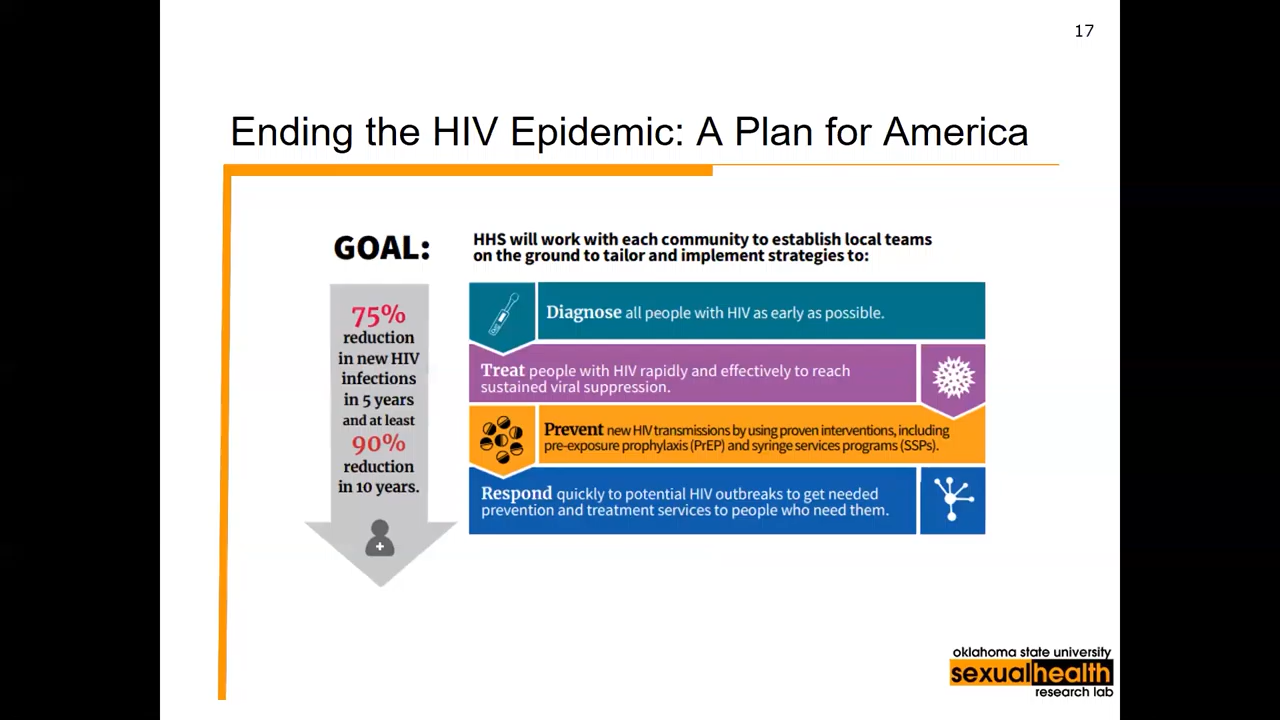 17
Ending the HIV Epidemic: A Plan for America
GOAL:
75%
reduction
in new HIV
infections
in 5 years
and at least
90%
reduction
in 10 years.
HHS will work with each community to establish local teams
on the ground to tailor and implement strategies to:
Diagnose all people with HIV as early as possible.
Treat people with HIV rapidly and effectively to reach
sustained viral suppression.
Prevent new HIV transmissions by using proven interventions, including
pre-exposure prophylaxis (PrEP) and syringe services programs (SSPs).
Respond quickly to potential HIV outbreaks to get needed
prevention and treatment services to people who need them.
oklahoma state university
sexualhealth
research lab